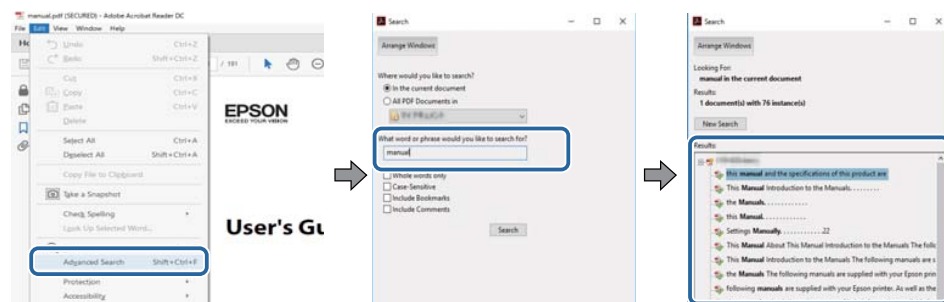 manual.pdf (SECURED) - Adobe Acrobat Reader DC
File Edit View Window Help
Undo Ctrl+Z
Redo Shift+Ctrl+Z
Cut Ctrl+X
Copy Ctrl+C
Paste Ctrl+V
Delete
Select All Ctrl+A
Deselect All Shift+Ctrl+A
Copy File to Clipboard
Take a Snapshot
Check Spelling
Look Up Selected Word...
Advanced Search Shift+Ctrl+F
Protection
Accessibility
/ 191
EPSON
EXCEED YOUR VISION
User's Gu
Search
Arrange Windows
Where would you like to search?
In the current document
All PDF Documents in
What word or phrase would you like to search for?
manual
Whole words only
Case-Sensitive
Include Bookmarks
Include Comments
Search
Search
Arrange Windows
Looking For:
manual in the current document
Results:
1 document(s) with 76 instance(s)
New Search
Results:
this manual and the specifications of this product are
This Manual Introduction to the Manuals. . . . . . . . .
the Manuals. . . . . . . . . . . . .
this Manual. . . . . . . . . . . . .
Settings Manually. . . . . . . . . . . . .22
This Manual About This Manual Introduction to the Manuals The follo
This Manual Introduction to the Manuals The following manuals are s
the Manuals The following manuals are supplied with your Epson prin
following manuals are supplied with your Epson printer. As well as the